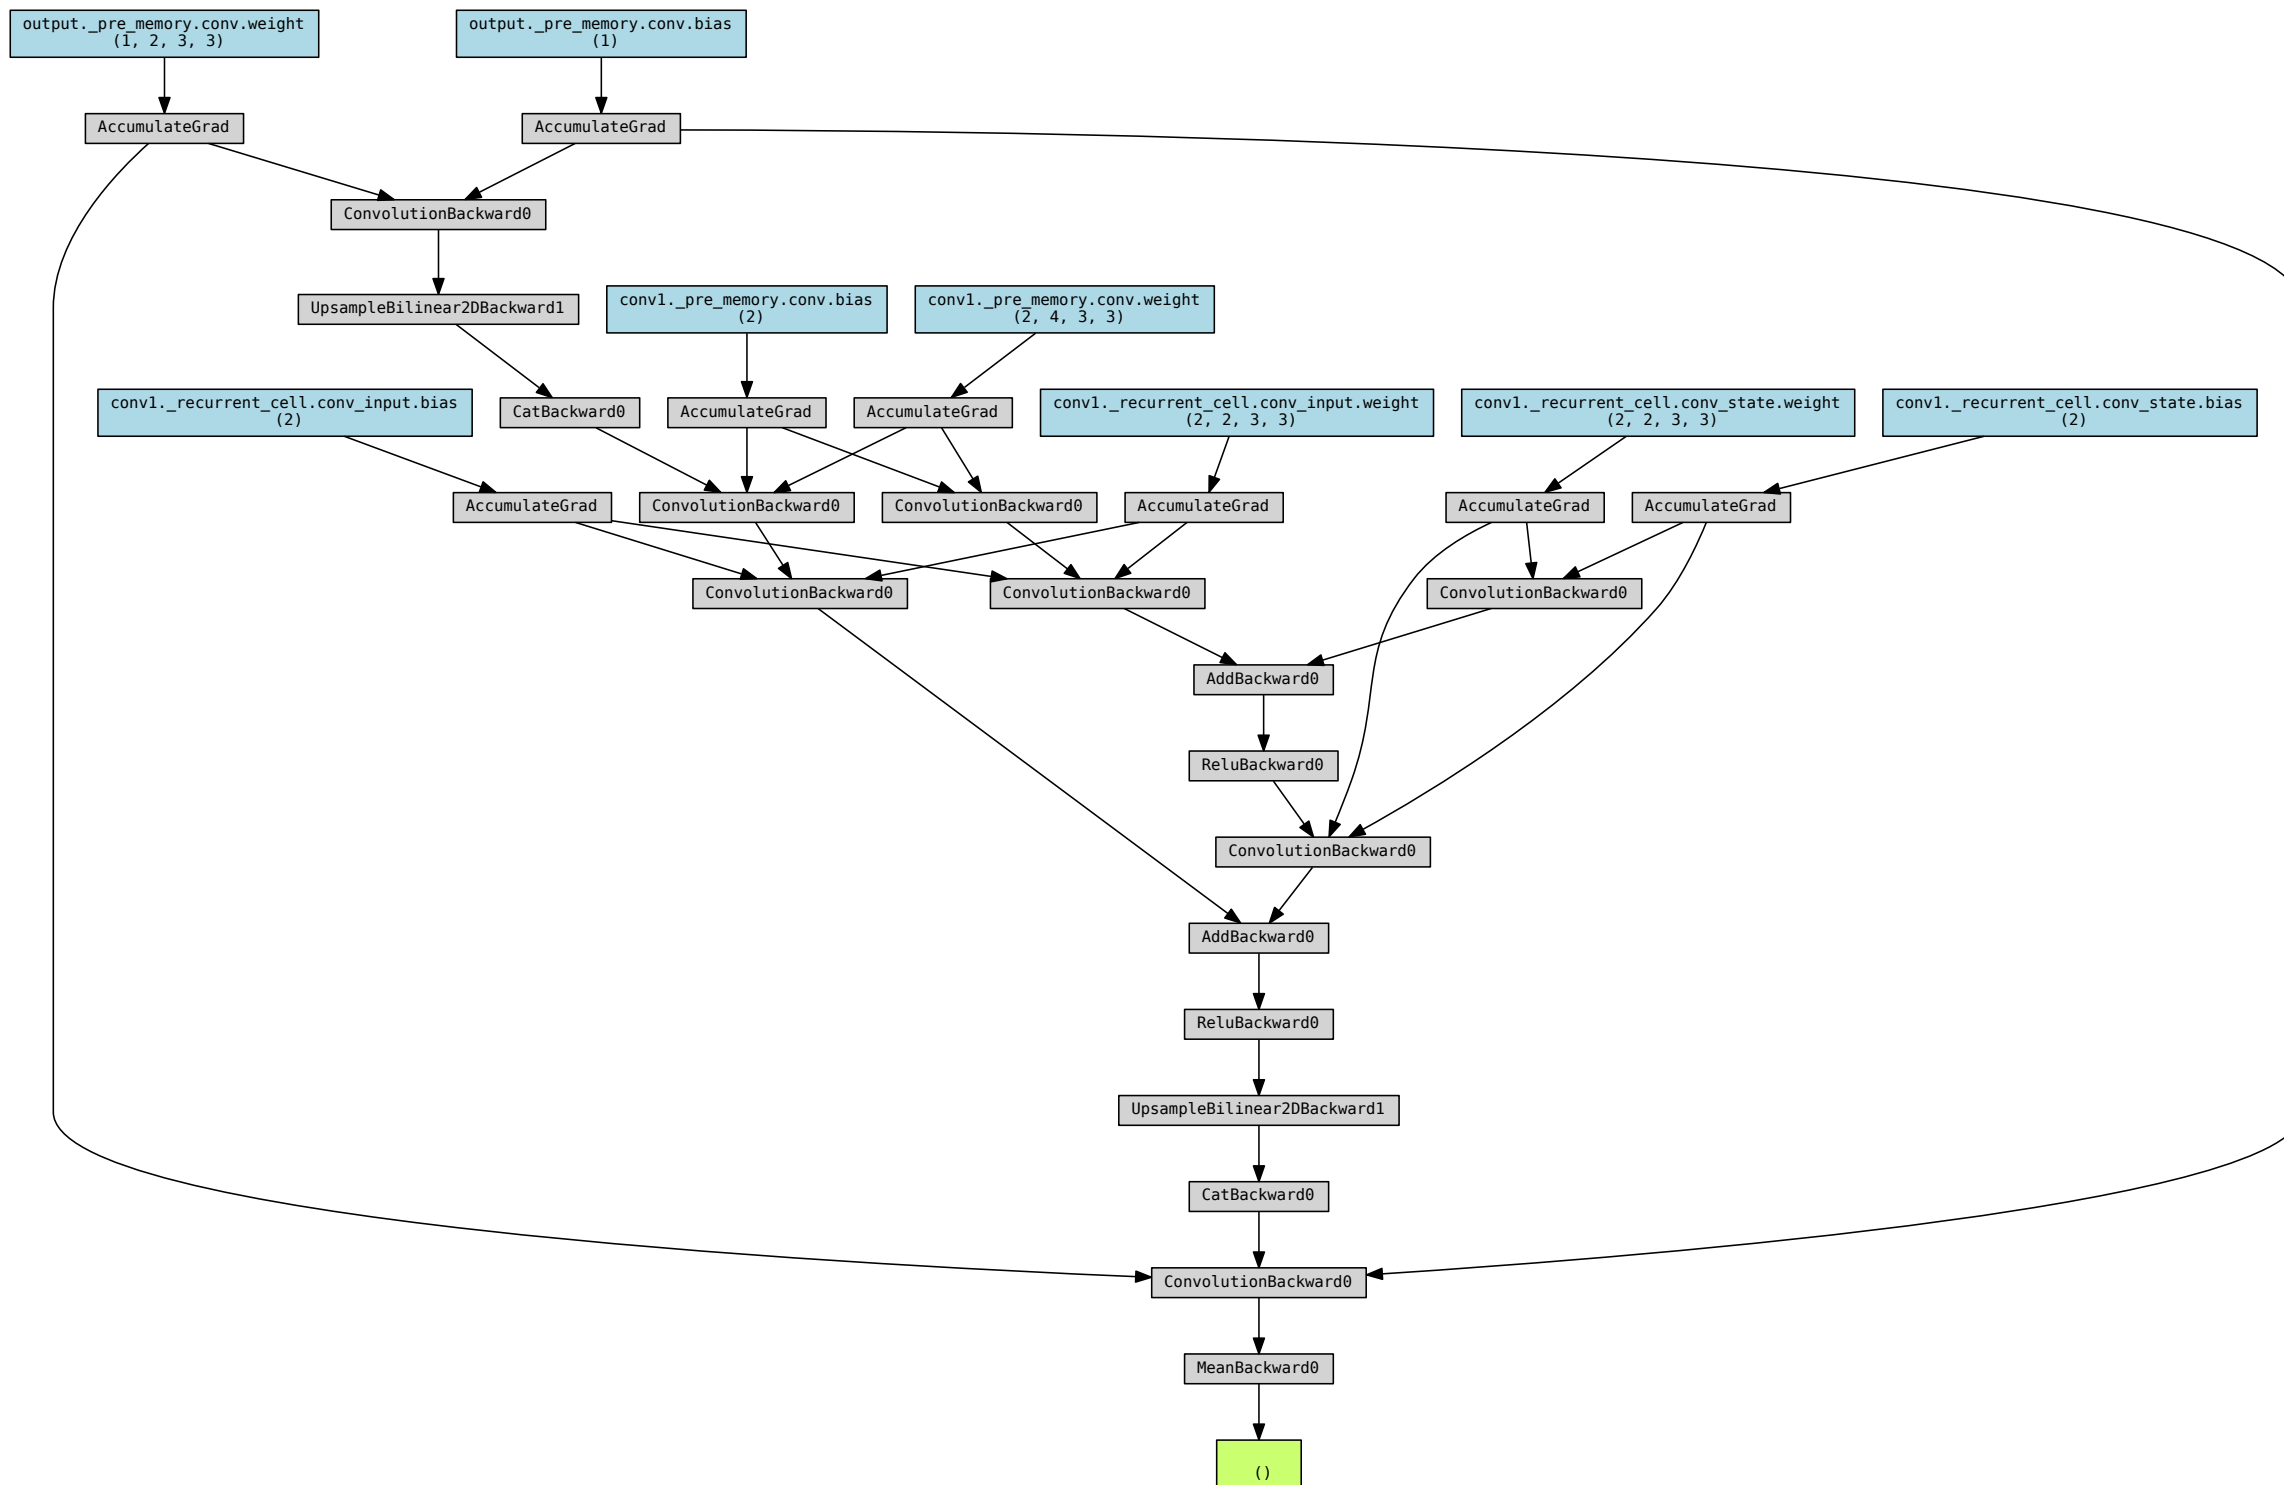 output._pre_memory.conv.weight
(1, 2, 3, 3)
output._pre_memory.conv.bias
(1)
AccumulateGrad
AccumulateGrad
ConvolutionBackward0
UpsampleBilinear2DBackward1
conv1._pre_memory.conv.bias
(2)
conv1._pre_memory.conv.weight
(2, 4, 3, 3)
conv1._recurrent_cell.conv_input.bias
(2)
CatBackward0
AccumulateGrad
AccumulateGrad
conv1._recurrent_cell.conv_input.weight
(2, 2, 3, 3)
conv1._recurrent_cell.conv_state.weight
(2, 2, 3, 3)
conv1._recurrent_cell.conv_state.bias
(2)
AccumulateGrad
ConvolutionBackward0
ConvolutionBackward0
AccumulateGrad
AccumulateGrad
AccumulateGrad
ConvolutionBackward0
ConvolutionBackward0
ConvolutionBackward0
AddBackward0
ReluBackward0
ConvolutionBackward0
AddBackward0
ReluBackward0
UpsampleBilinear2DBackward1
CatBackward0
ConvolutionBackward0
MeanBackward0
()